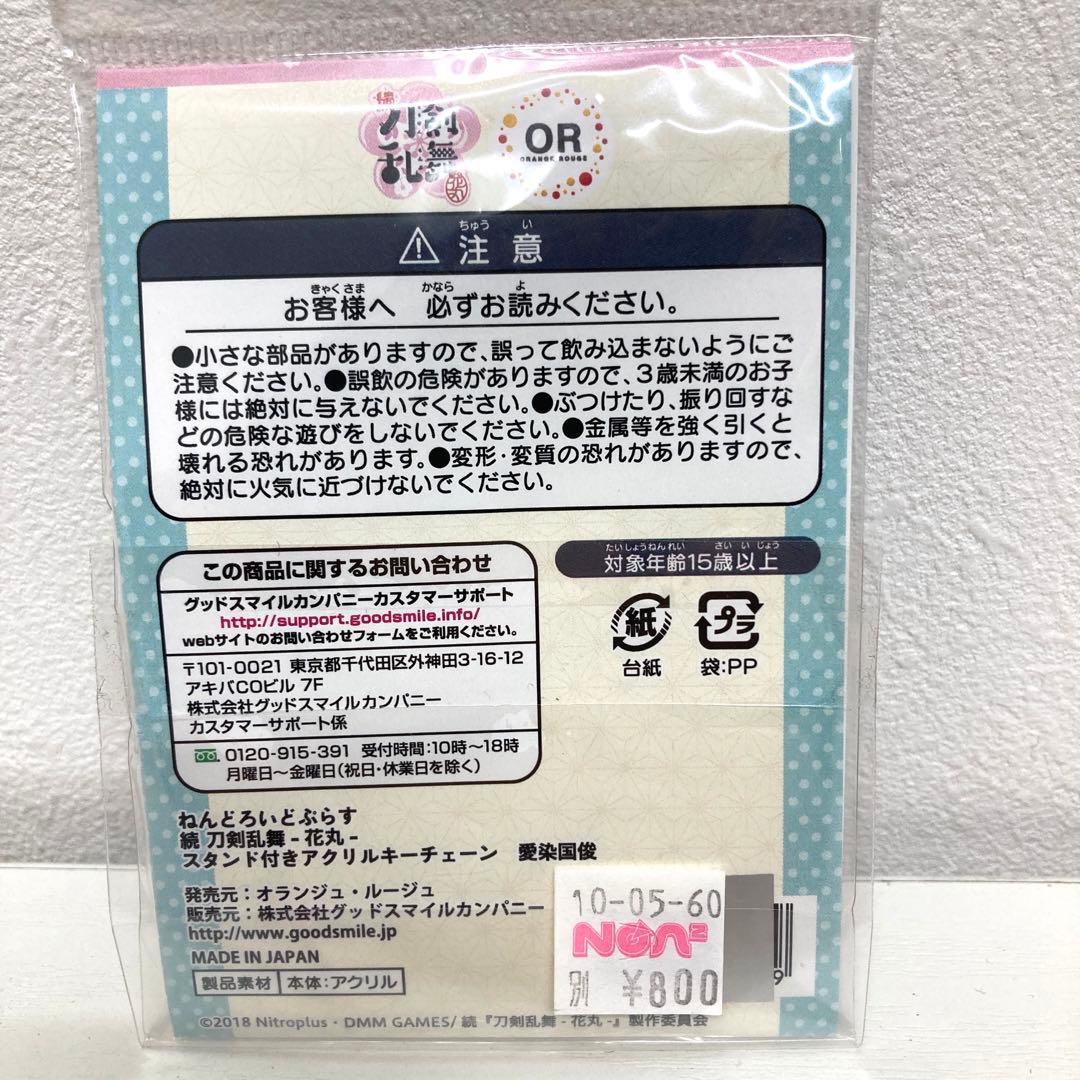 続
刀剣
乱舞
OR
ORANGE ROUGE
ちゅう い
注 意
きゃくさま かなら よ
お客様へ 必ずお読みください。
●小さな部品がありますので、誤って飲み込まないようにご
注意ください。●誤飲の危険がありますので、3歳未満のお子
様には絶対に与えないでください。●ぶつけたり、振り回すな
どの危険な遊びをしないでください。●金属等を強く引くと
壊れる恐れがあります。●変形・変質の恐れがありますので、
絶対に火気に近づけないでください。
この商品に関するお問い合わせ
グッドスマイルカンパニーカスタマーサポート
http://support.goodsmile.info/
webサイトのお問い合わせフォームをご利用ください。
〒101-0021 東京都千代田区外神田3-16-12
アキバCOビル 7F
株式会社グッドスマイルカンパニー
カスタマーサポート係
0120-915-391 受付時間:10時〜18時
月曜日〜金曜日(祝日・休業日を除く)
たいしょうねんれい さい い じょう
対象年齢15歳以上
紙
プラ
台紙
袋:PP
ねんどろいどぷらす
続 刀剣乱舞 - 花丸 -
スタンド付きアクリルキーチェーン 愛染国俊
発売元:オランジュ・ルージュ
販売元:株式会社グッドスマイルカンパニー
http://www.goodsmile.jp
MADE IN JAPAN
製品素材 本体:アクリル
10-05-60
別 ¥800
9
©2018 Nitroplus・DMM GAMES/ 続『刀剣乱舞 - 花丸 -』製作委員会